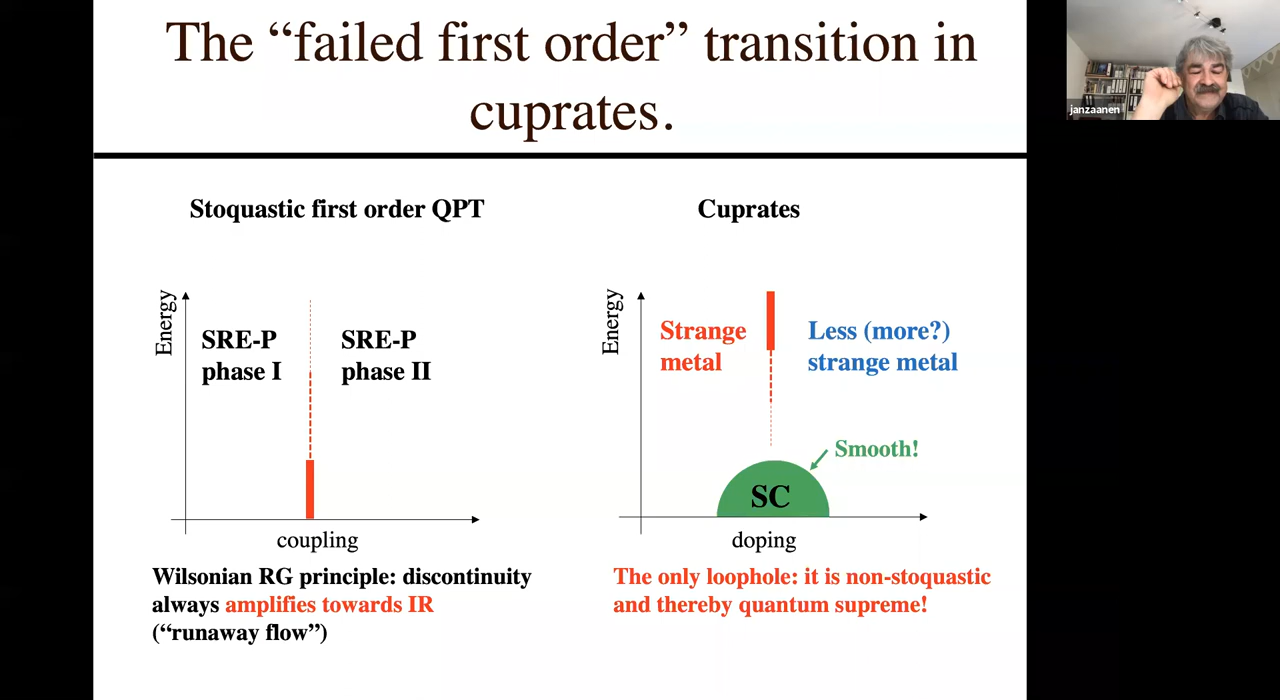 The “failed first order” transition in
cuprates.
janzaanen
Stoquastic first order QPT
Cuprates
Energy
SRE-P
phase I
SRE-P
phase II
coupling
Energy
Strange
metal
Less (more?)
strange metal
Smooth!
SC
doping
Wilsonian RG principle: discontinuity
always amplifies towards IR
(“runaway flow”)
The only loophole: it is non-stoquastic
and thereby quantum supreme!